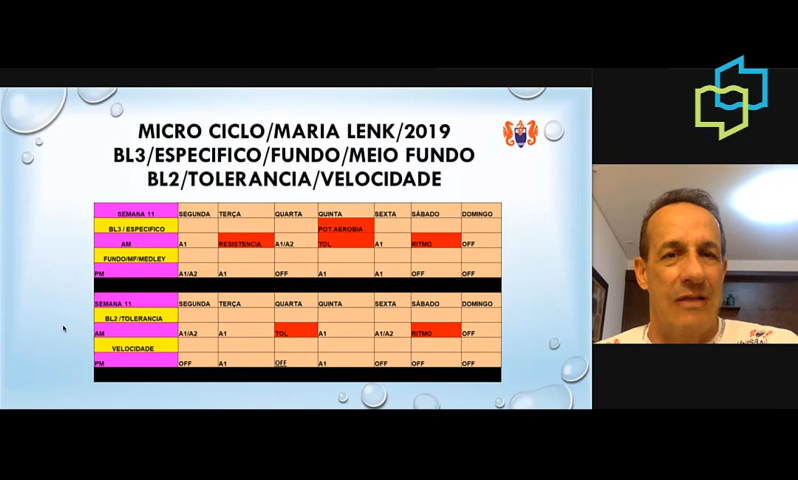 MICRO CICLO/MARIA LENK/2019
BL3/ESPECIFICO/FUNDO/MEIO FUNDO
BL2/TOLERANCIA/VELOCIDADE
SEMANA 11 SEGUNDA TERÇA QUARTA QUINTA SEXTA SÁBADO DOMINGO
BL3 / ESPECIFICO POT.AEROBIA
AM A1 RESISTENCIA A1/A2 TOL A1 RITMO OFF
FUNDO/MF/MEDLEY
PM A1/A2 A1 OFF A1/A2 A1 OFF OFF
SEMANA 11 SEGUNDA TERÇA QUARTA QUINTA SEXTA SÁBADO DOMINGO
BL2 /TOLERANCIA
AM A1/A2 A1 TOL A1 A1/A2 RITMO OFF
VELOCIDADE
PM OFF A1 OFF A1 OFF OFF OFF